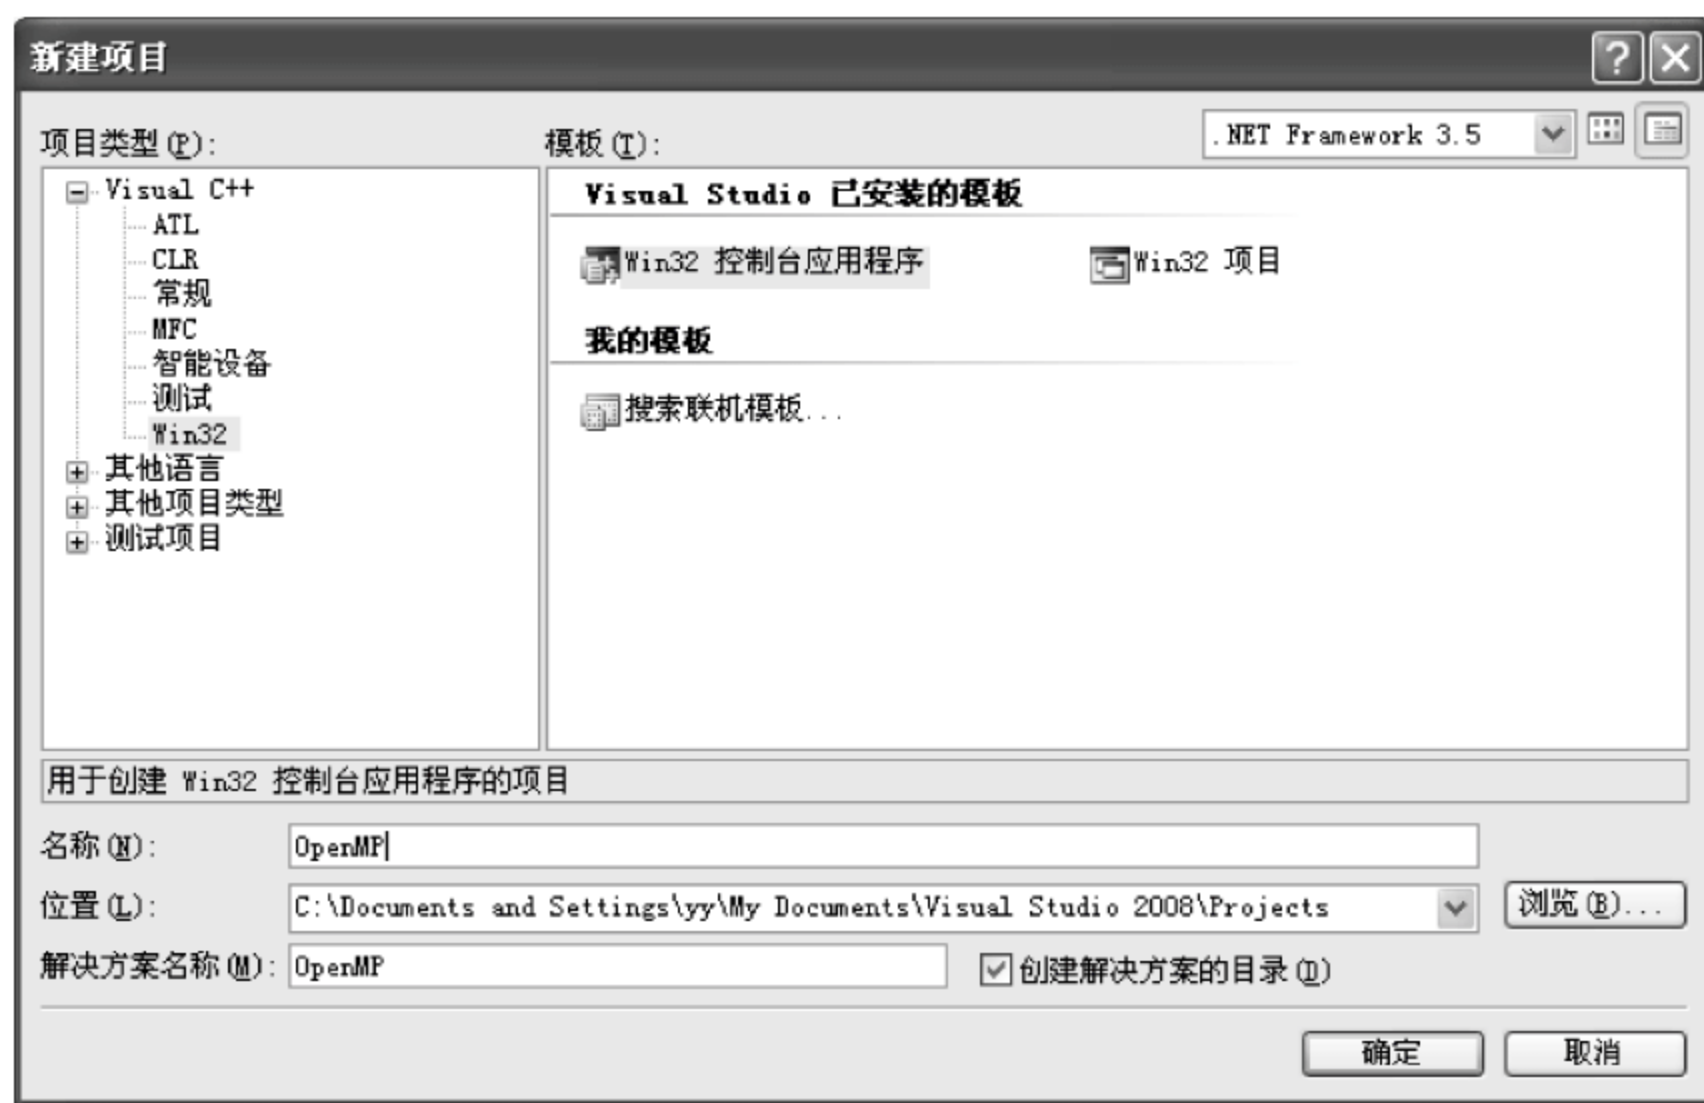 新建项目
项目类型(P): 模板(T): .NET Framework 3.5
Visual C++
ATL
CLR
常规
MFC
智能设备
测试
Win32
其他语言
其他项目类型
测试项目
Visual Studio 已安装的模板
Win32 控制台应用程序 Win32 项目
我的模板
搜索联机模板...
用于创建 Win32 控制台应用程序的项目
名称(N): OpenMP
位置(L): C:\Documents and Settings\yy\My Documents\Visual Studio 2008\Projects 浏览(B)...
解决方案名称(M): OpenMP 创建解决方案的目录(D)
确定 取消